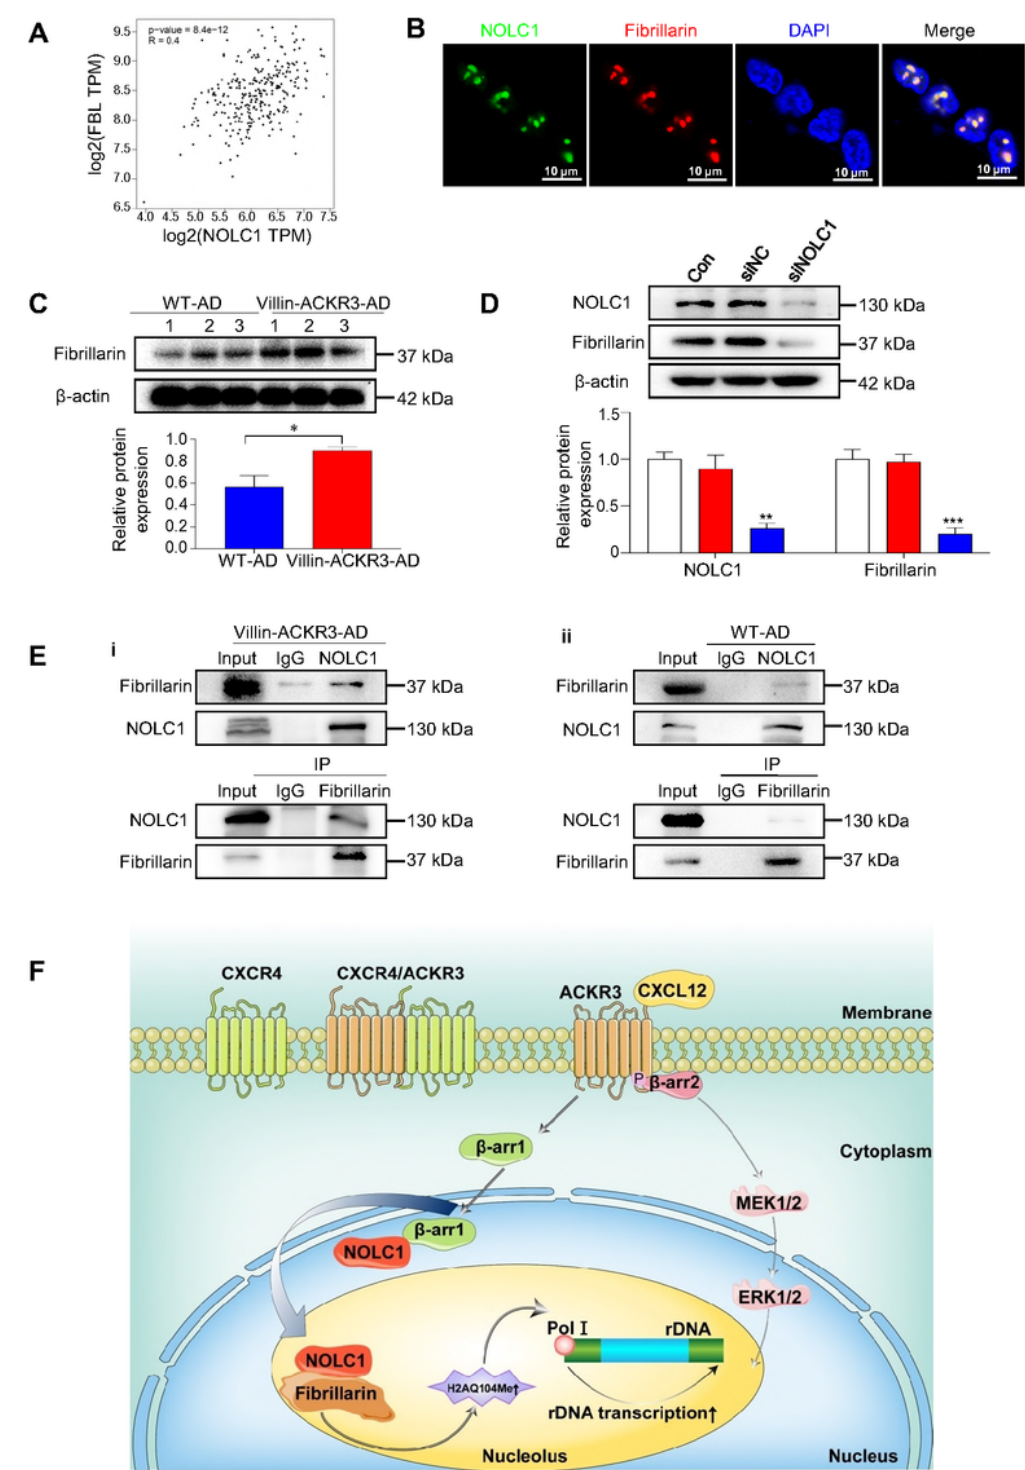 A
p-value = 8.4e−12
R = 0.4
log2(FBL TPM)
9.5
9.0
8.5
8.0
7.5
7.0
6.5
4.0 4.5 5.0 5.5 6.0 6.5 7.0 7.5
log2(NOLC1 TPM)
B
NOLC1 Fibrillarin DAPI Merge
10 μm 10 μm 10 μm 10 μm
C
WT-AD Villin-ACKR3-AD
1 2 3 1 2 3
Fibrillarin 37 kDa
β-actin 42 kDa
Relative protein
expression
1.0
0.8
0.6
0.4
0.2
0.0
*
WT-AD Villin-ACKR3-AD
D
Con siNC siNOLC1
NOLC1 130 kDa
Fibrillarin 37 kDa
β-actin 42 kDa
Relative protein
expression
1.5
1.0
0.5
0
**
***
NOLC1 Fibrillarin
E
i
Villin-ACKR3-AD
Input IgG NOLC1
Fibrillarin 37 kDa
NOLC1 130 kDa
IP
Input IgG Fibrillarin
NOLC1 130 kDa
Fibrillarin 37 kDa
ii
WT-AD
Input IgG NOLC1
Fibrillarin 37 kDa
NOLC1 130 kDa
IP
Input IgG Fibrillarin
NOLC1 130 kDa
Fibrillarin 37 kDa
F
CXCR4 CXCR4/ACKR3 ACKR3 CXCL12
Membrane
P β-arr2
β-arr1
Cytoplasm
MEK1/2
β-arr1
NOLC1
ERK1/2
Pol I rDNA
NOLC1
Fibrillarin
H2AQ104Me↑
rDNA transcription↑
Nucleolus
Nucleus